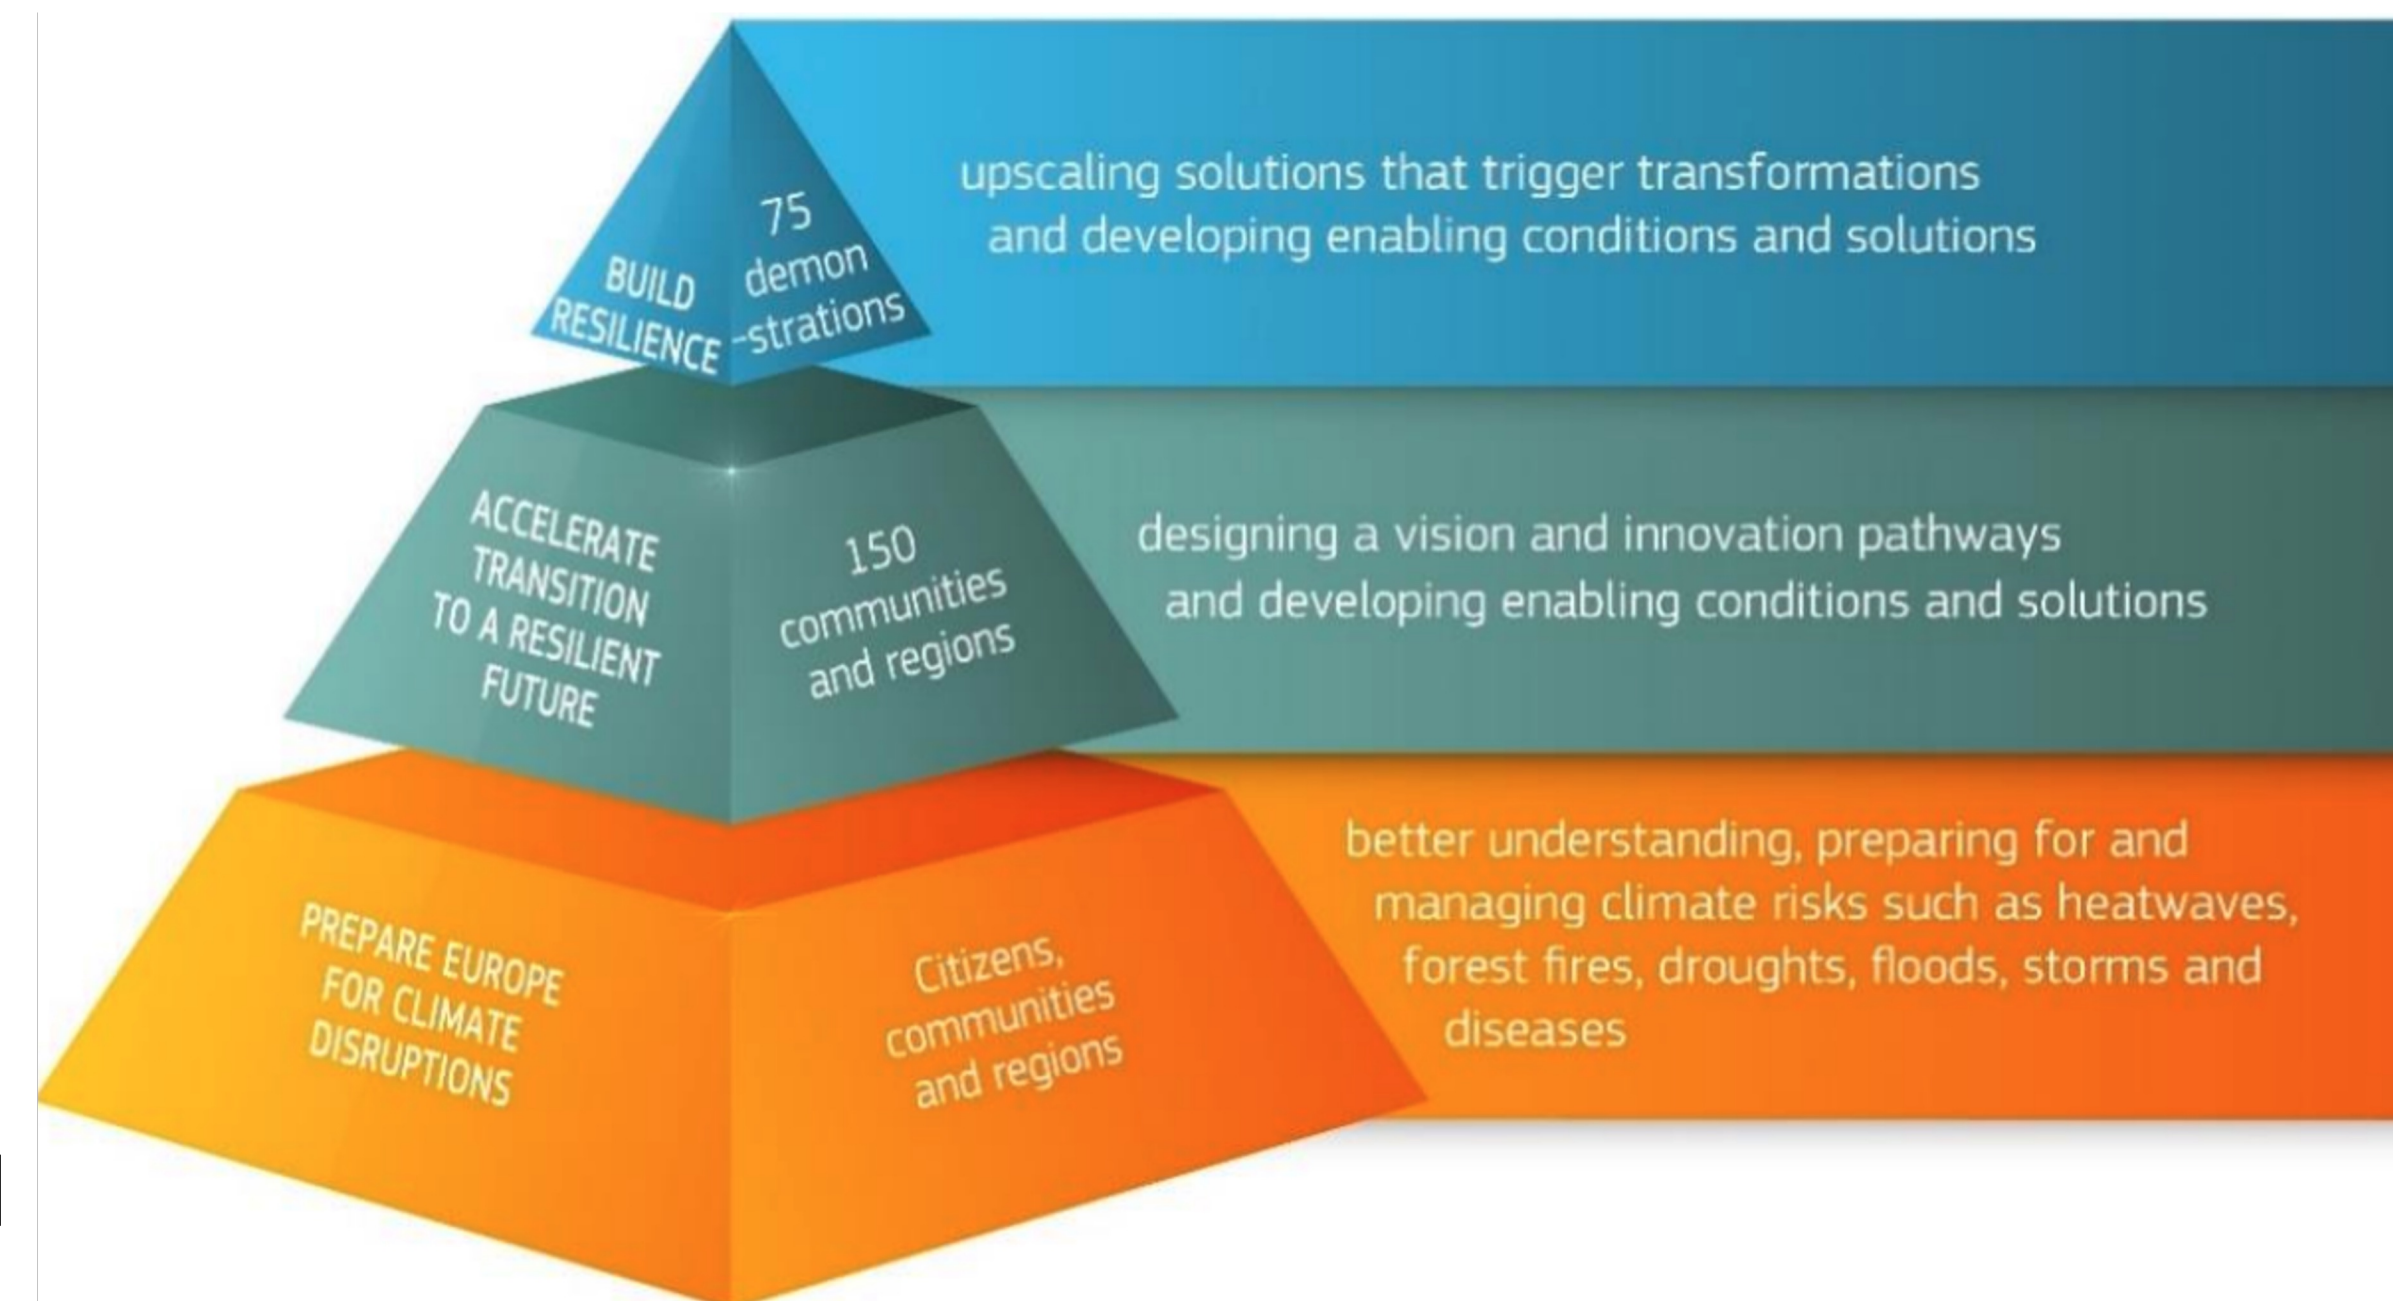 BUILD
RESILIENCE
75
demon
-strations
upscaling solutions that trigger transformations
and developing enabling conditions and solutions
ACCELERATE
TRANSITION
TO A RESILIENT
FUTURE
150
communities
and regions
designing a vision and innovation pathways
and developing enabling conditions and solutions
PREPARE EUROPE
FOR CLIMATE
DISRUPTIONS
Citizens,
communities
and regions
better understanding, preparing for and
managing climate risks such as heatwaves,
forest fires, droughts, floods, storms and
diseases